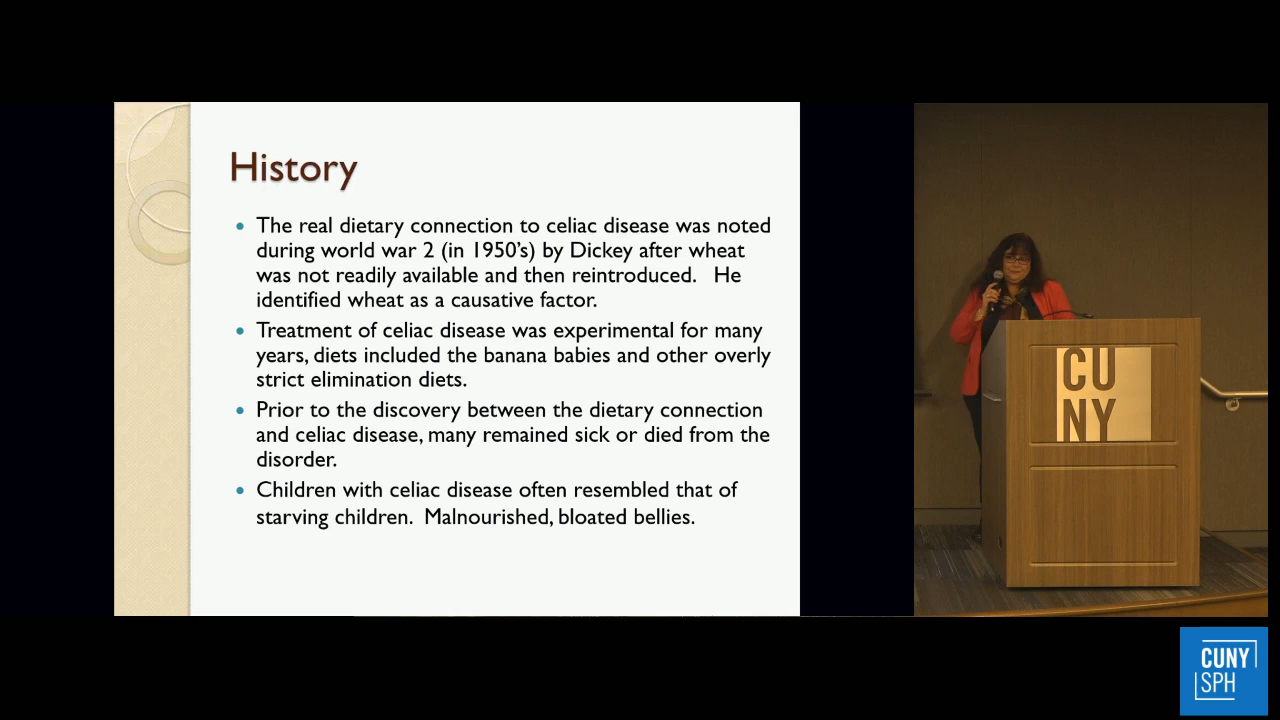 History
The real dietary connection to celiac disease was noted
during world war 2 (in 1950's) by Dickey after wheat
was not readily available and then reintroduced. He
identified wheat as a causative factor.
Treatment of celiac disease was experimental for many
years, diets included the banana babies and other overly
strict elimination diets.
Prior to the discovery between the dietary connection
and celiac disease, many remained sick or died from the
disorder.
Children with celiac disease often resembled that of
starving children. Malnourished, bloated bellies.
CU
NY
CUNY
SPH